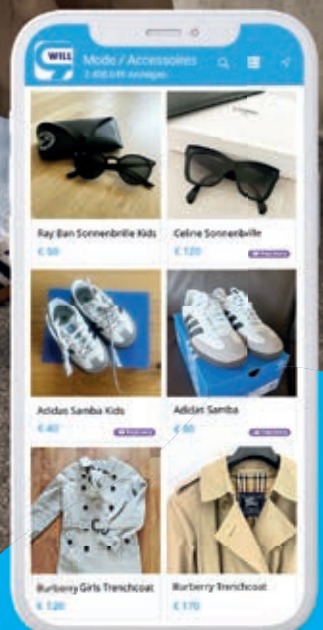 WILL
Mode / Accessoires
Ray Ban Sonnenbrille Kids
€ 50
Celine Sonnenbrille
€ 120
Adidas Samba Kids
€ 40
Adidas Samba
€ 60
Burberry Girls Trenchcoat
€ 120
Burberry Trenchcoat
€ 170